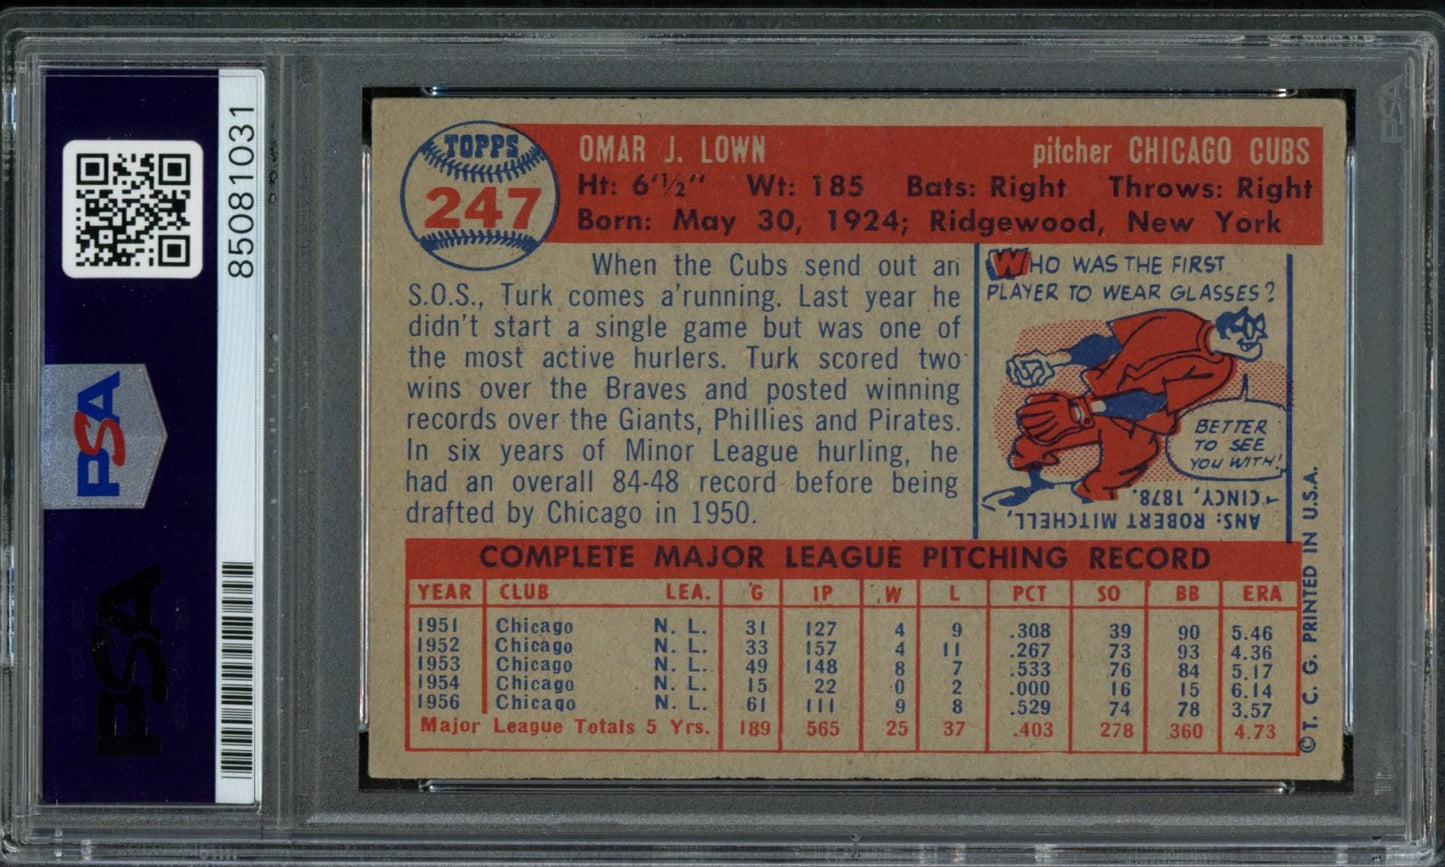 PSA
85081031
PSA
PSA
TOPPS
247
OMAR J. LOWN pitcher CHICAGO CUBS
Ht: 6'½" Wt: 185 Bats: Right Throws: Right
Born: May 30, 1924; Ridgewood, New York
When the Cubs send out an
S.O.S., Turk comes a'running. Last year he
didn't start a single game but was one of
the most active hurlers. Turk scored two
wins over the Braves and posted winning
records over the Giants, Phillies and Pirates.
In six years of Minor League hurling, he
had an overall 84-48 record before being
drafted by Chicago in 1950.
WHO WAS THE FIRST
PLAYER TO WEAR GLASSES?
BETTER
TO SEE
YOU WITH!
ANS: ROBERT MITCHELL,
CINCY, 1878.
COMPLETE MAJOR LEAGUE PITCHING RECORD
YEAR CLUB LEA. G IP W L PCT SO BB ERA
1951 Chicago N. L. 31 127 4 9 .308 39 90 5.46
1952 Chicago N. L. 33 157 4 11 .267 73 93 4.36
1953 Chicago N. L. 49 148 8 7 .533 76 84 5.17
1954 Chicago N. L. 15 22 0 2 .000 16 15 6.14
1956 Chicago N. L. 61 111 9 8 .529 74 78 3.57
Major League Totals 5 Yrs. 189 565 25 37 .403 278 360 4.73
©T. C. G. PRINTED IN U.S.A.
PSA